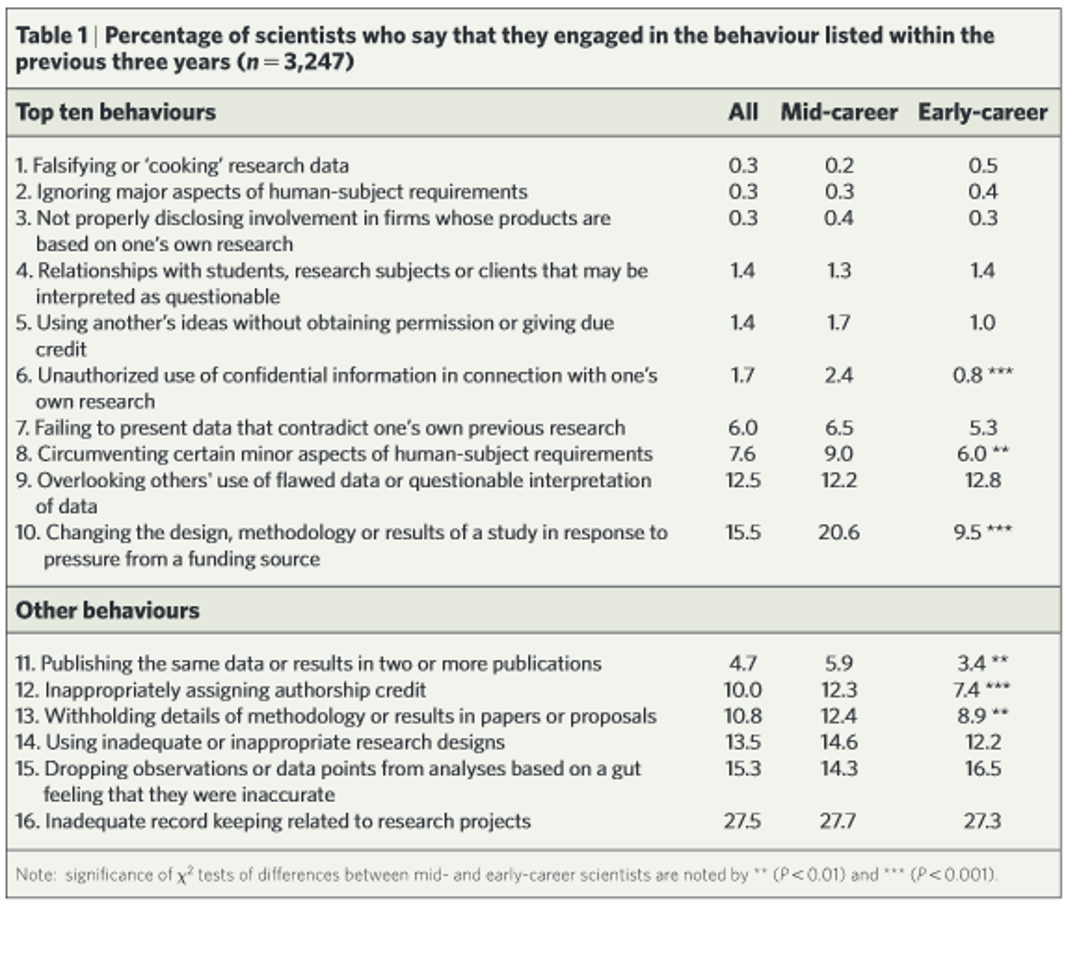 Table 1 | Percentage of scientists who say that they engaged in the behaviour listed within the
previous three years (n = 3,247)
Top ten behaviours All Mid-career Early-career
1. Falsifying or ‘cooking’ research data 0.3 0.2 0.5
2. Ignoring major aspects of human-subject requirements 0.3 0.3 0.4
3. Not properly disclosing involvement in firms whose products are 0.3 0.4 0.3
based on one’s own research
4. Relationships with students, research subjects or clients that may be 1.4 1.3 1.4
interpreted as questionable
5. Using another’s ideas without obtaining permission or giving due 1.4 1.7 1.0
credit
6. Unauthorized use of confidential information in connection with one’s 1.7 2.4 0.8 ***
own research
7. Failing to present data that contradict one’s own previous research 6.0 6.5 5.3
8. Circumventing certain minor aspects of human-subject requirements 7.6 9.0 6.0 **
9. Overlooking others' use of flawed data or questionable interpretation 12.5 12.2 12.8
of data
10. Changing the design, methodology or results of a study in response to 15.5 20.6 9.5 ***
pressure from a funding source
Other behaviours
11. Publishing the same data or results in two or more publications 4.7 5.9 3.4 **
12. Inappropriately assigning authorship credit 10.0 12.3 7.4 ***
13. Withholding details of methodology or results in papers or proposals 10.8 12.4 8.9 **
14. Using inadequate or inappropriate research designs 13.5 14.6 12.2
15. Dropping observations or data points from analyses based on a gut 15.3 14.3 16.5
feeling that they were inaccurate
16. Inadequate record keeping related to research projects 27.5 27.7 27.3
Note: significance of χ² tests of differences between mid- and early-career scientists are noted by ** (P < 0.01) and *** (P < 0.001).